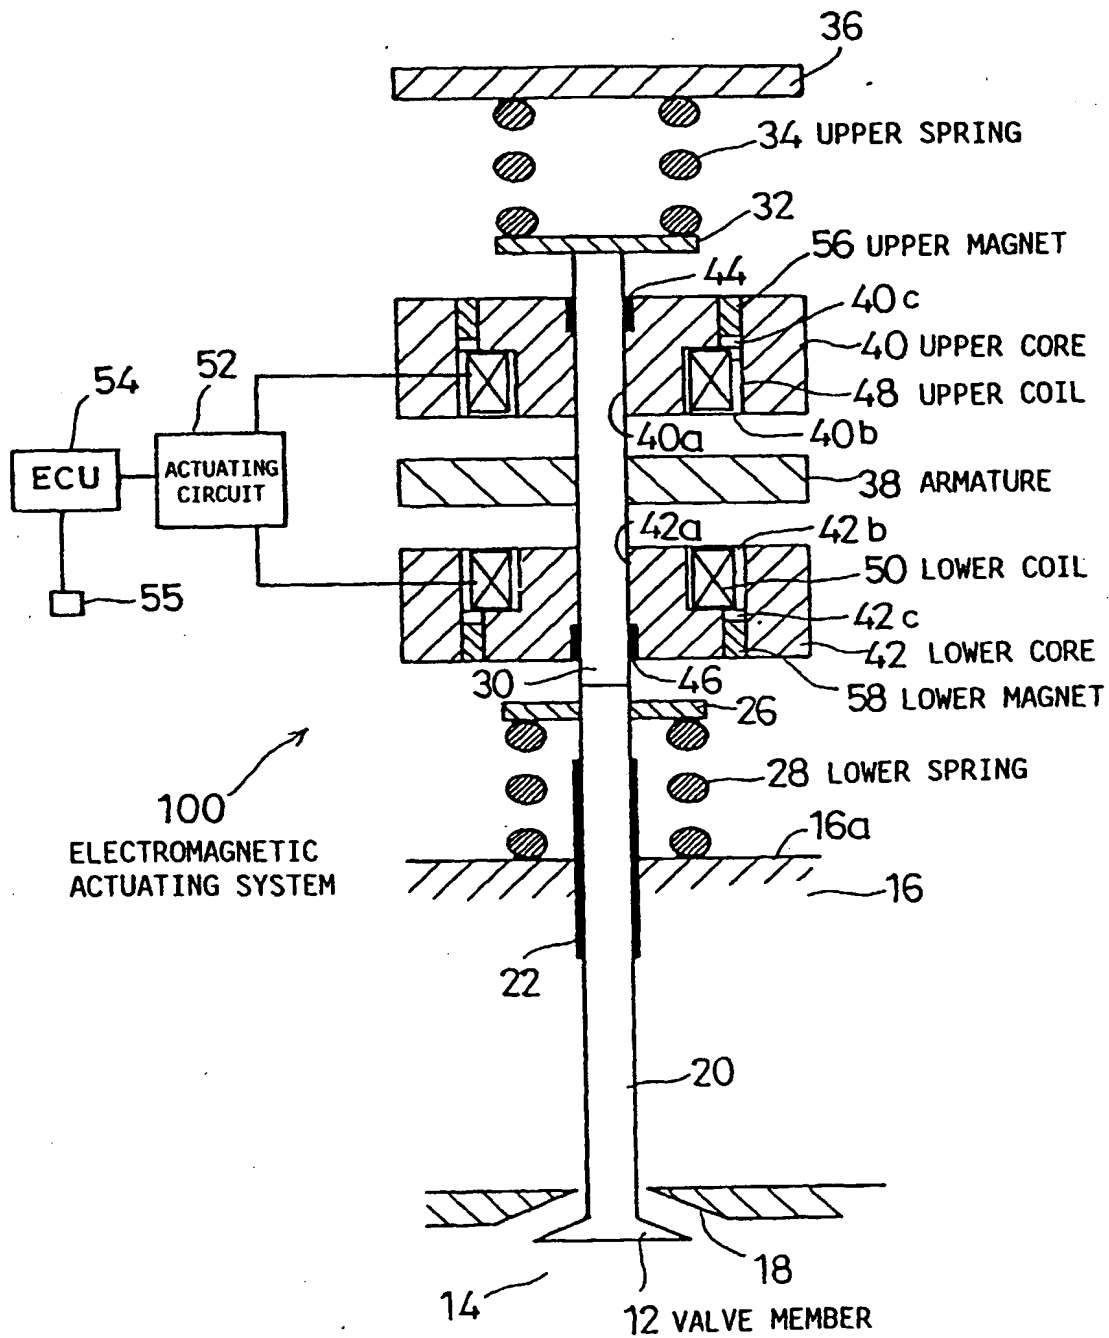 36
34 UPPER SPRING
32
56 UPPER MAGNET
44
40c
40 UPPER CORE
52
54
48 UPPER COIL
40a
40b
ECU
ACTUATING
CIRCUIT
38 ARMATURE
42a
42b
50 LOWER COIL
55
42c
42 LOWER CORE
30
46
58 LOWER MAGNET
26
28 LOWER SPRING
100
ELECTROMAGNETIC
ACTUATING SYSTEM
16a
16
22
20
18
14
12 VALVE MEMBER